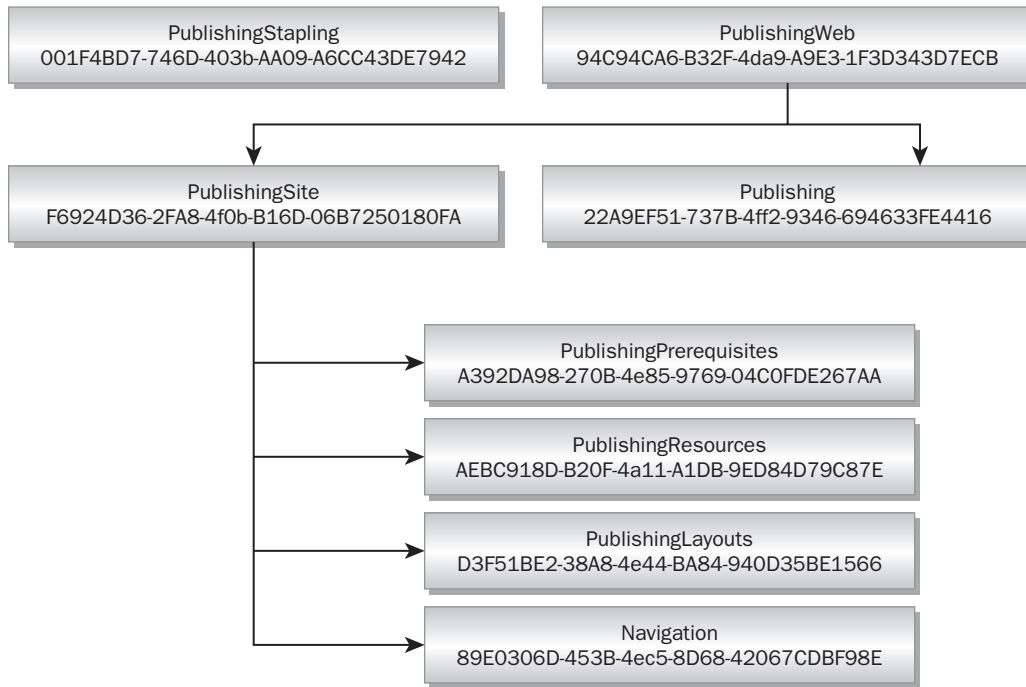 PublishingStapling
001F4BD7-746D-403b-AA09-A6CC43DE7942
PublishingWeb
94C94CA6-B32F-4da9-A9E3-1F3D343D7ECB
PublishingSite
F6924D36-2FA8-4f0b-B16D-06B7250180FA
Publishing
22A9EF51-737B-4ff2-9346-694633FE4416
PublishingPrerequisites
A392DA98-270B-4e85-9769-04C0FDE267AA
PublishingResources
AEBC918D-B20F-4a11-A1DB-9ED84D79C87E
PublishingLayouts
D3F51BE2-38A8-4e44-BA84-940D35BE1566
Navigation
89E0306D-453B-4ec5-8D68-42067CDBF98E